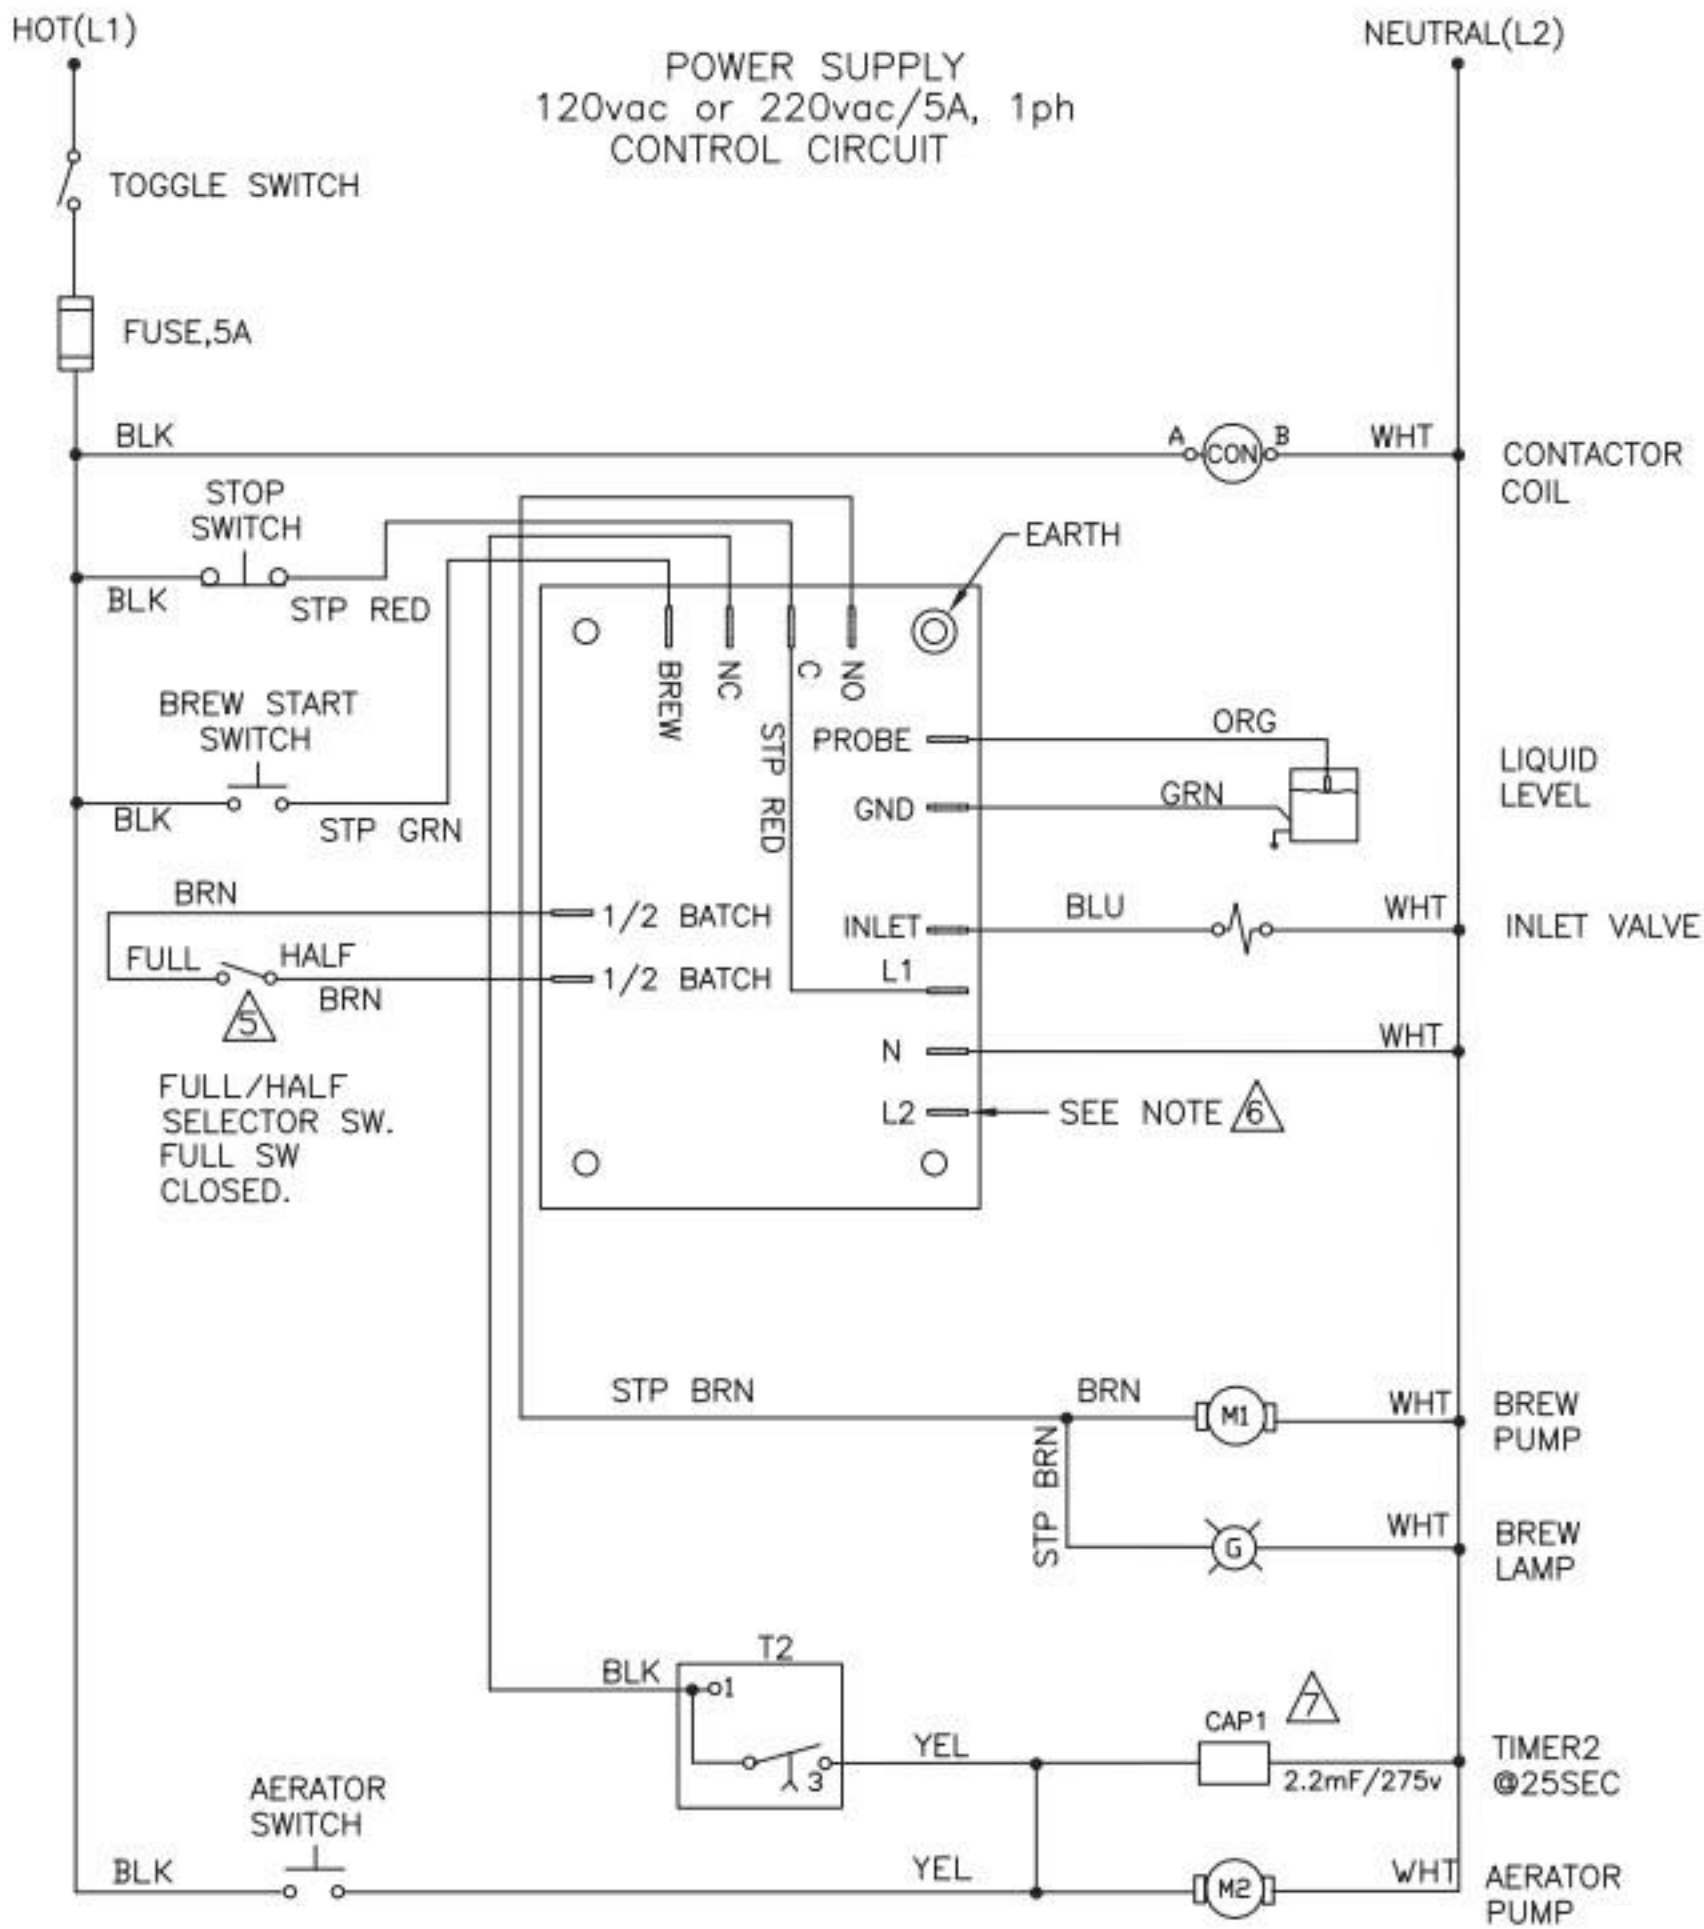 HOT(L1)
NEUTRAL(L2)
POWER SUPPLY
120vac or 220vac/5A, 1ph
CONTROL CIRCUIT
TOGGLE SWITCH
FUSE,5A
BLK
A
CON
B
WHT
CONTACTOR
COIL
STOP
SWITCH
BLK
STP RED
EARTH
BREW
NC
C
NO
STP RED
BREW START
SWITCH
BLK
STP GRN
PROBE
ORG
GND
GRN
LIQUID
LEVEL
BRN
1/2 BATCH
FULL
HALF
BRN
1/2 BATCH
5
FULL/HALF
SELECTOR SW.
FULL SW
CLOSED.
INLET
BLU
WHT
INLET VALVE
L1
N
WHT
L2
SEE NOTE 6
STP BRN
BRN
M1
WHT
BREW
PUMP
STP BRN
G
WHT
BREW
LAMP
T2
BLK
1
3
YEL
CAP1
7
2.2mF/275v
TIMER2
@25SEC
AERATOR
SWITCH
BLK
YEL
M2
WHT
AERATOR
PUMP